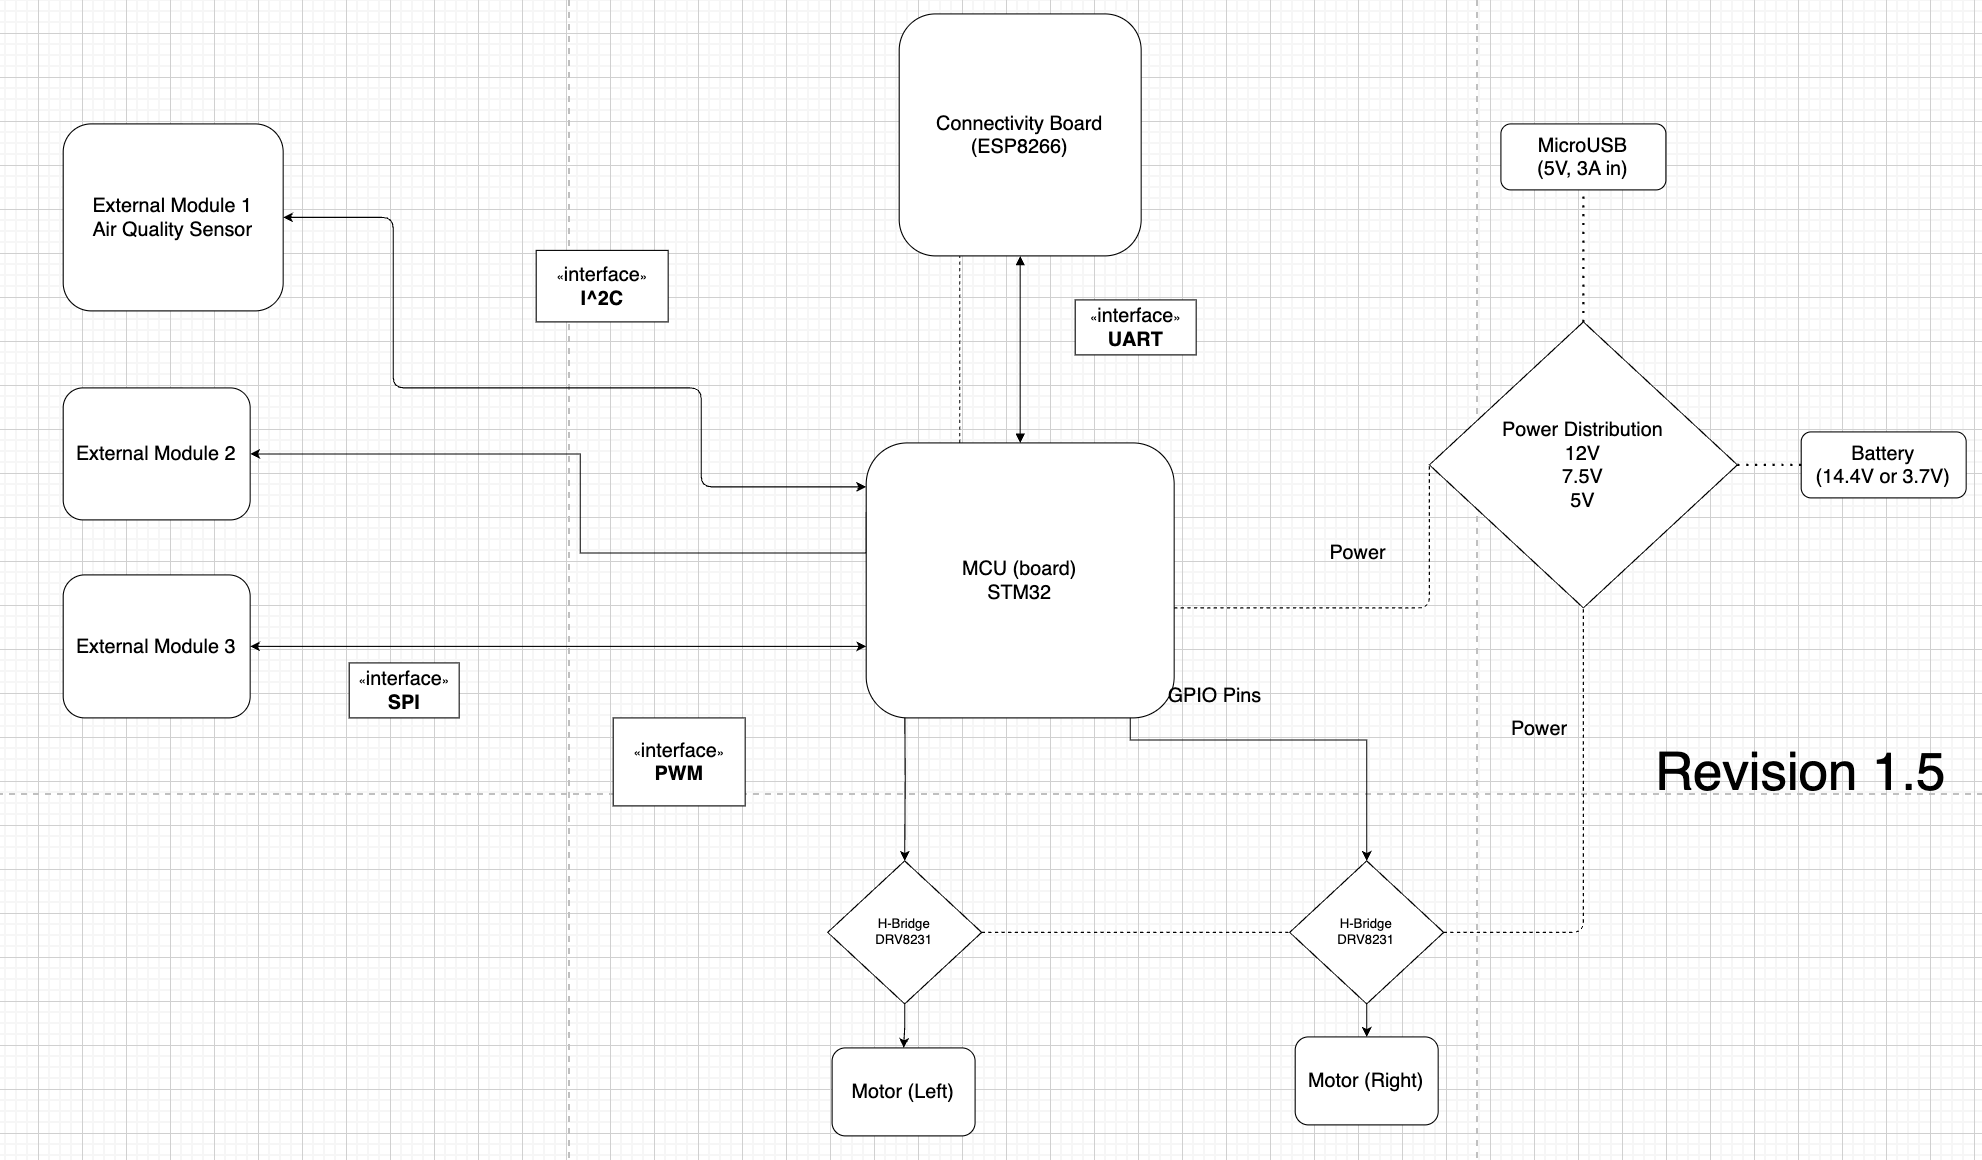 Connectivity Board
(ESP8266)
MicroUSB
(5V, 3A in)
External Module 1
Air Quality Sensor
«interface»
I^2C
«interface»
UART
Power Distribution
12V
7.5V
5V
Battery
(14.4V or 3.7V)
External Module 2
Power
MCU (board)
STM32
External Module 3
«interface»
SPI
GPIO Pins
Power
«interface»
PWM
Revision 1.5
H-Bridge
DRV8231
H-Bridge
DRV8231
Motor (Left)
Motor (Right)